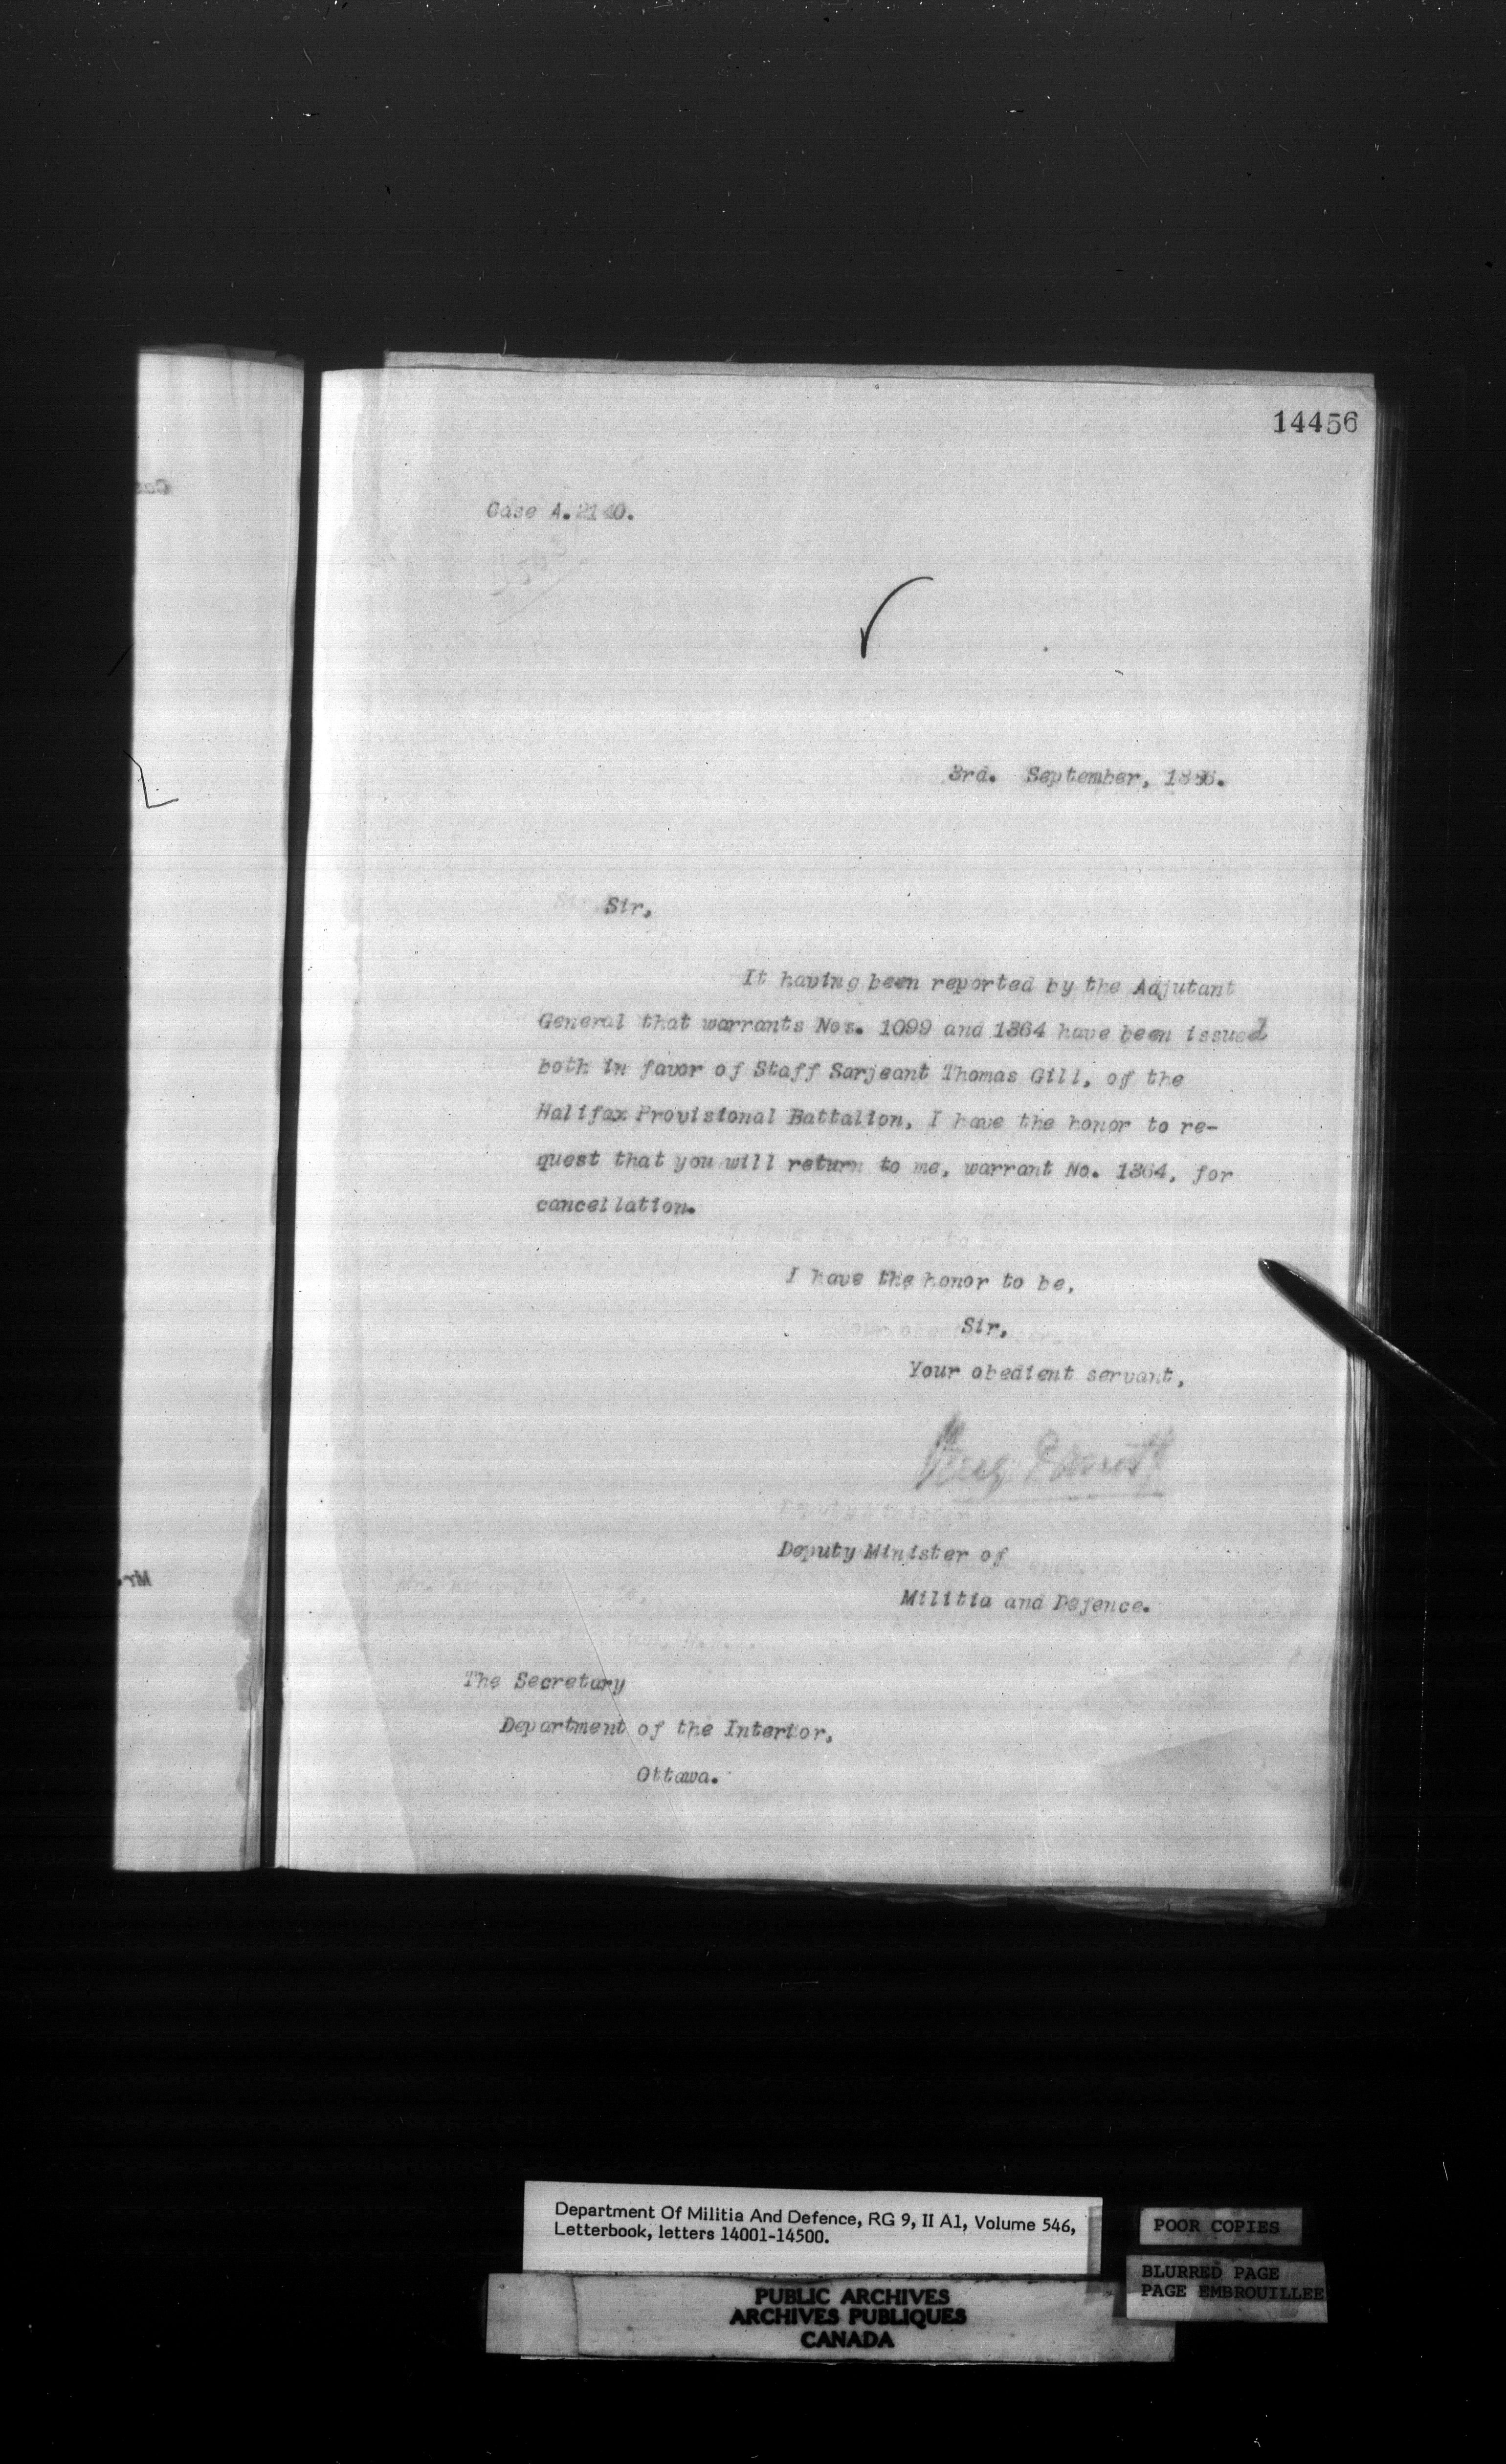 14456
Case A. 2140.
3rd. September, 1886.
Sir,
It having been reported by the Adjutant
General that warrants Nos. 1099 and 1364 have been issued
both in favor of Staff Sarjeant Thomas Gill, of the
Halifax Provisional Battalion, I have the honor to re-
quest that you will return to me, warrant No. 1364, for
cancellation.
I have the honor to be,
Sir,
Your obedient servant,
Deputy Minister of
Militia and Defence.
The Secretary
Department of the Interior,
Ottawa.
Mr.
Department Of Militia And Defence, RG 9, II A1, Volume 546,
Letterbook, letters 14001-14500.
POOR COPIES
BLURRED PAGE
PAGE EMBROUILLEE
PUBLIC ARCHIVES
ARCHIVES PUBLIQUES
CANADA